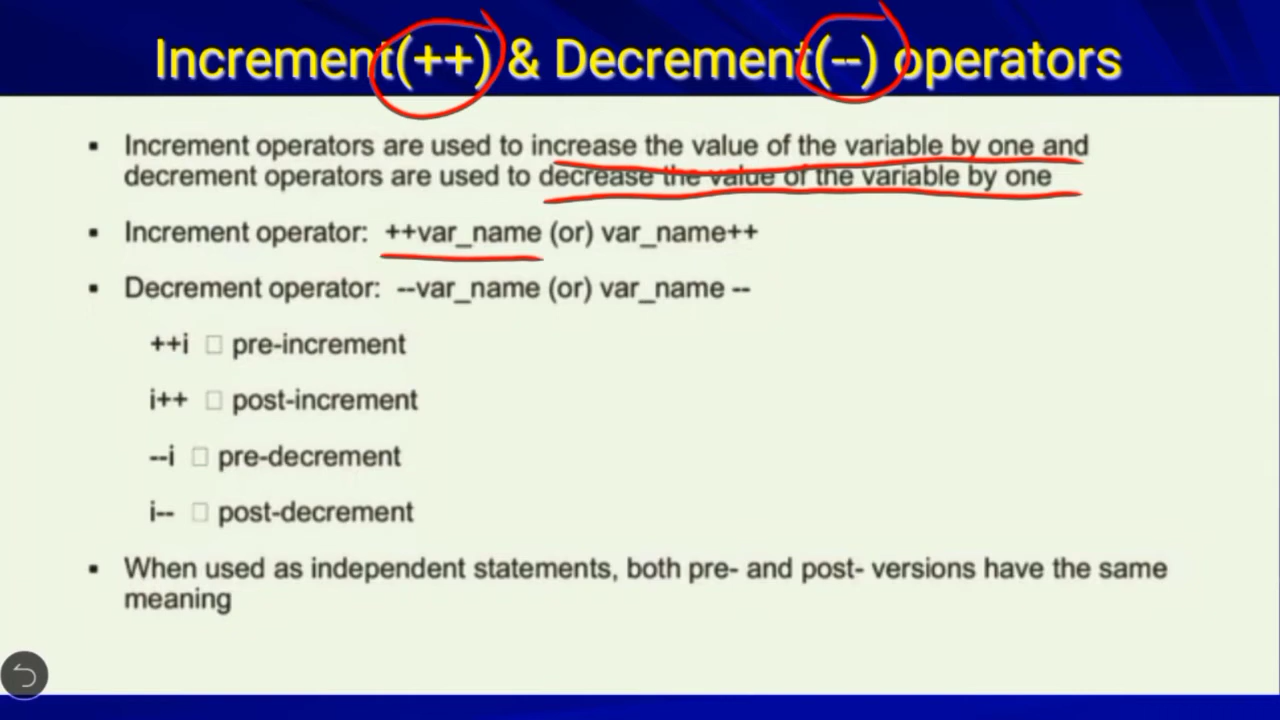 Increment(++) & Decrement(--) operators
▪ Increment operators are used to increase the value of the variable by one and
decrement operators are used to decrease the value of the variable by one
▪ Increment operator: ++var_name (or) var_name++
▪ Decrement operator: --var_name (or) var_name --
++i □ pre-increment
i++ □ post-increment
--i □ pre-decrement
i-- □ post-decrement
▪ When used as independent statements, both pre- and post- versions have the same
meaning